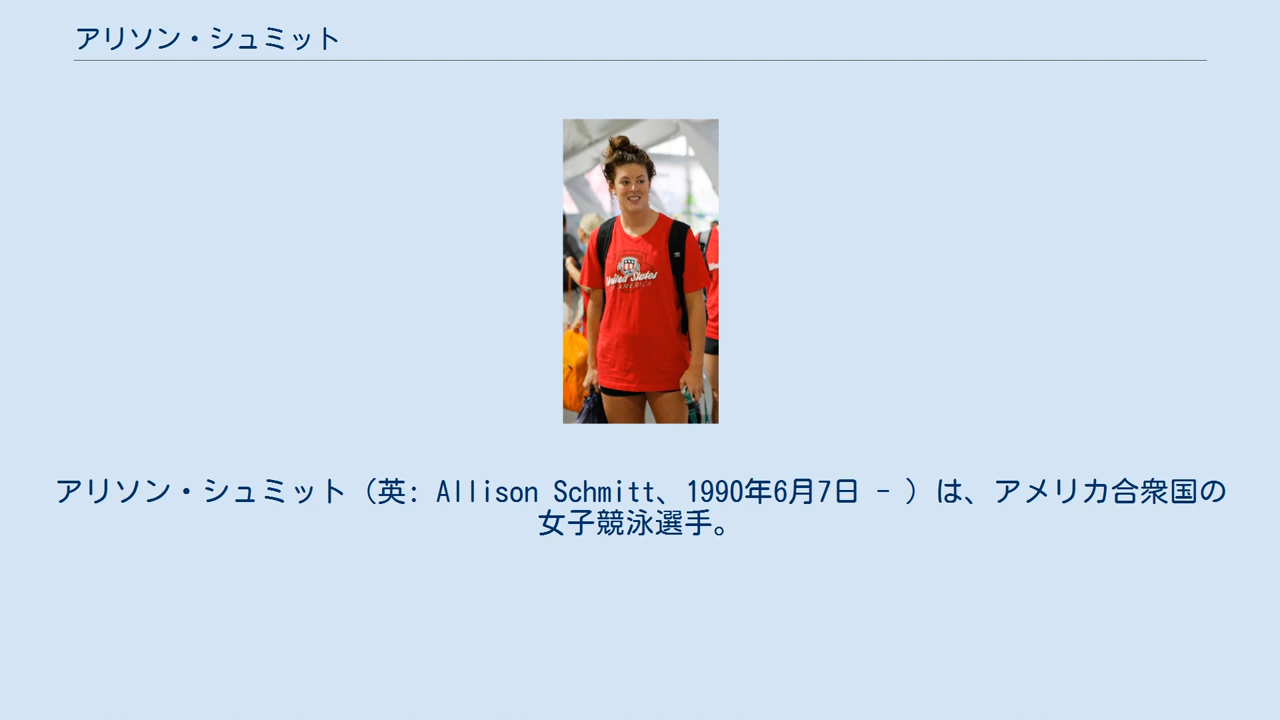 アリソン・シュミット
United States
AMERICA
アリソン・シュミット（英: Allison Schmitt、1990年6月7日 - ）は、アメリカ合衆国の
女子競泳選手。